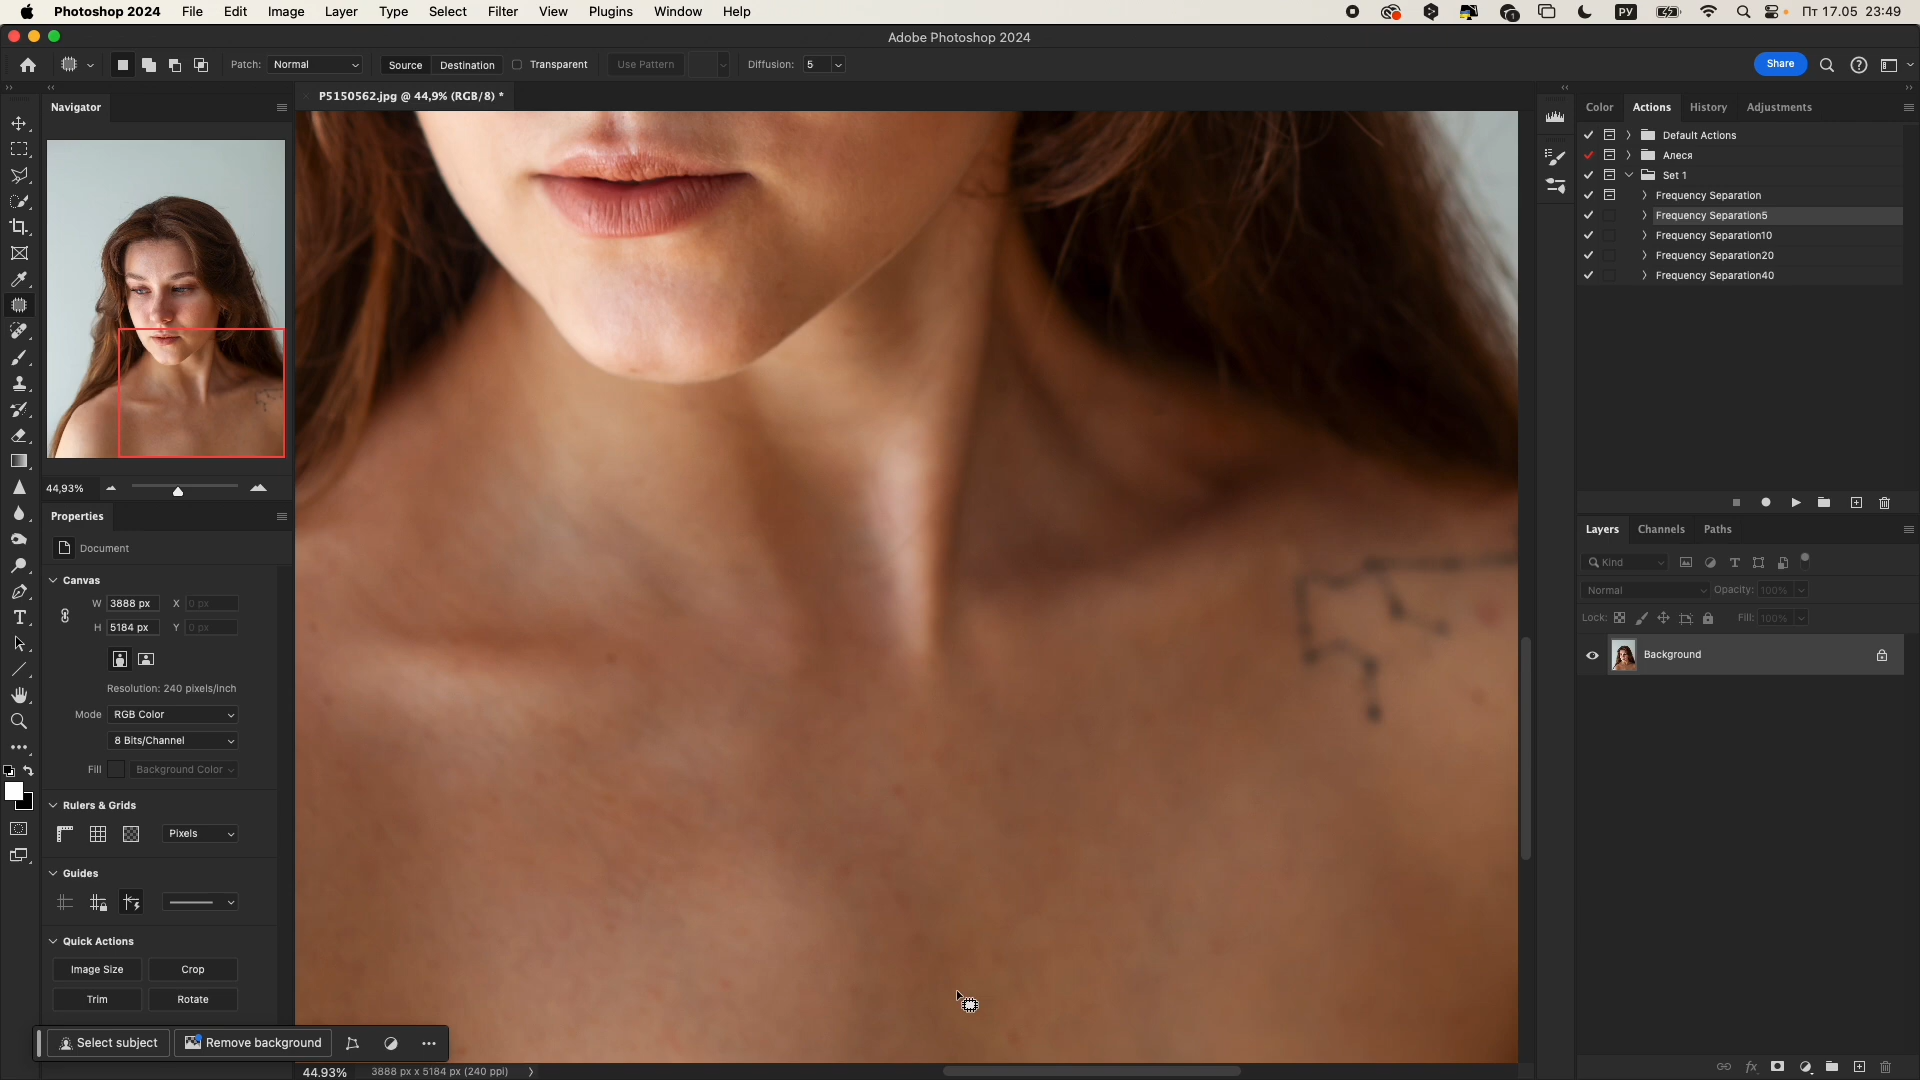 Photoshop 2024 File Edit Image Layer Type Select Filter View Plugins Window Help РУ Пт 17.05 23:49
Adobe Photoshop 2024
Patch: Normal Source Destination Transparent Use Pattern Diffusion: 5 Share
Navigator
P5150562.jpg @ 44,9% (RGB/8) *
Color Actions History Adjustments
Default Actions
Алеся
Set 1
Frequency Separation
Frequency Separation5
Frequency Separation10
Frequency Separation20
Frequency Separation40
44,93%
Properties
Document
Canvas
W 3888 px X 0 px
H 5184 px Y 0 px
Resolution: 240 pixels/inch
Mode RGB Color
8 Bits/Channel
Fill Background Color
Rulers & Grids
Pixels
Guides
Quick Actions
Image Size Crop
Trim Rotate
Select subject Remove background
44.93% 3888 px x 5184 px (240 ppi)
Layers Channels Paths
Kind
Normal Opacity: 100%
Lock: Fill: 100%
Background
fx